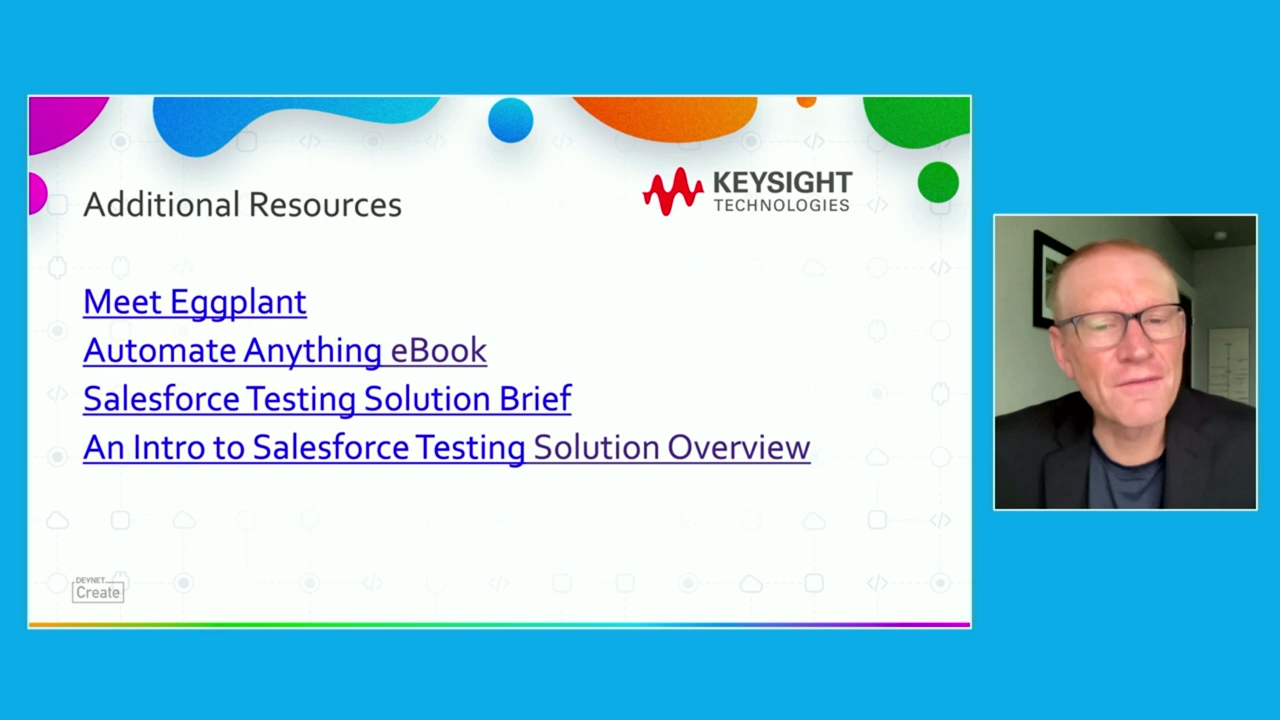 Additional Resources
KEYSIGHT
TECHNOLOGIES
Meet Eggplant
Automate Anything eBook
Salesforce Testing Solution Brief
An Intro to Salesforce Testing Solution Overview
DEVNET
Create